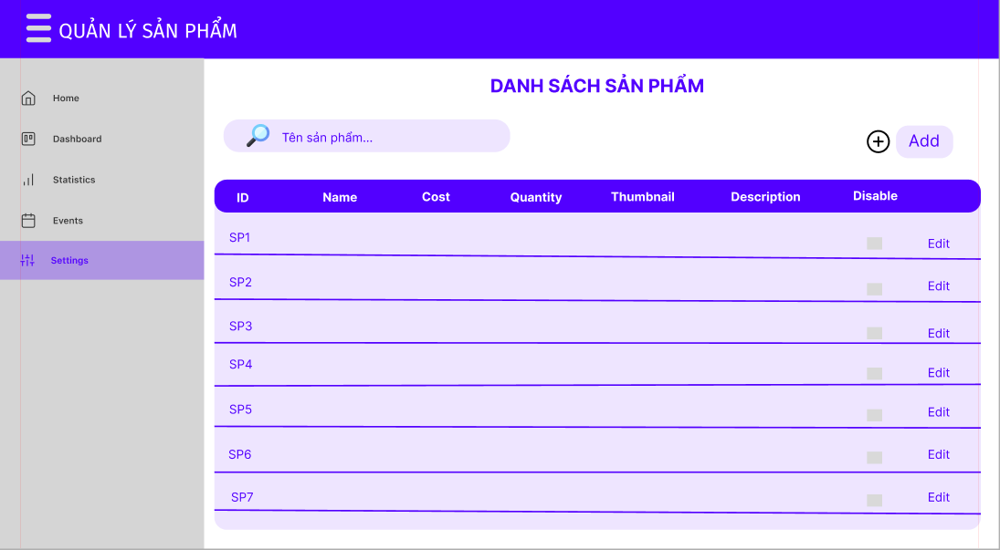 QUẢN LÝ SẢN PHẨM
Home
Dashboard
Statistics
Events
Settings
DANH SÁCH SẢN PHẨM
Tên sản phẩm...
Add
ID Name Cost Quantity Thumbnail Description Disable
SP1 Edit
SP2 Edit
SP3 Edit
SP4 Edit
SP5 Edit
SP6 Edit
SP7 Edit